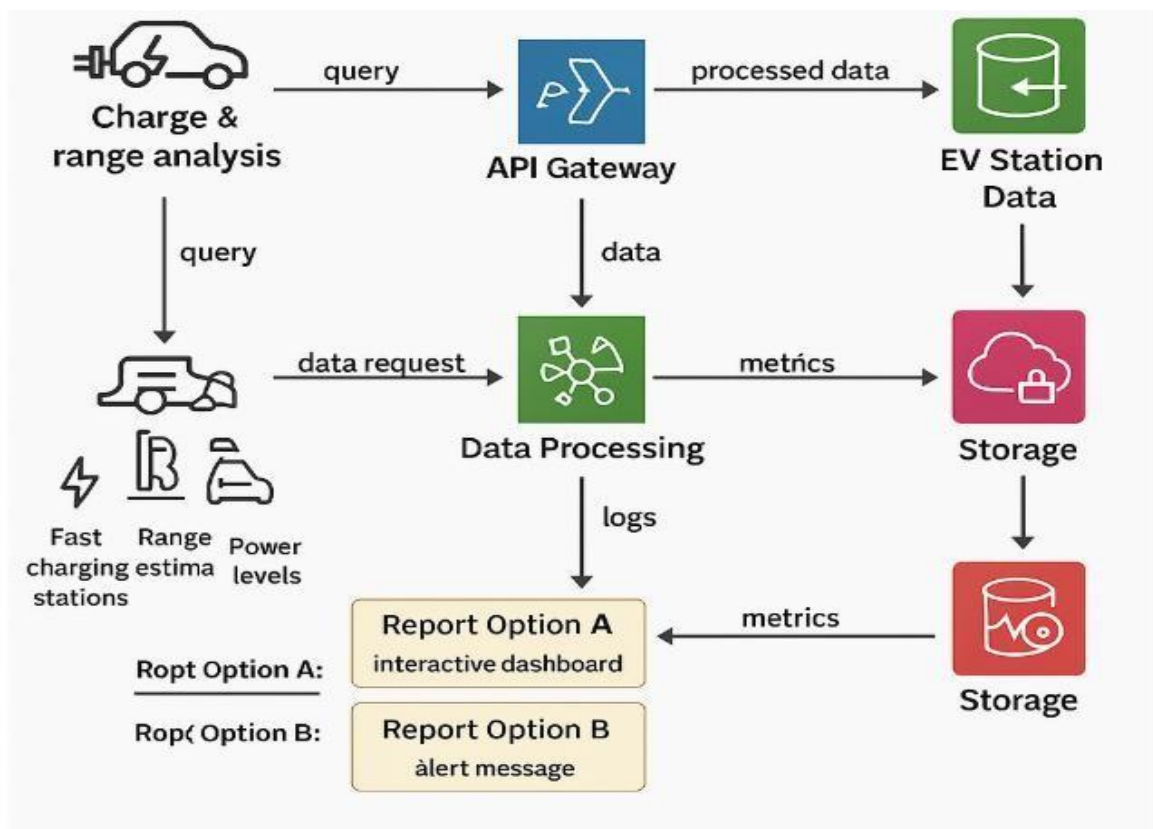 query
processed data
Charge &
range analysis
API Gateway
EV Station
Data
query
data
data request
metrics
Data Processing
Storage
logs
Fast
charging
stations
Range
estima
Power
levels
Report Option A
interactive dashboard
metrics
Ropt Option A:
Storage
Rop( Option B:
Report Option B
àlert message